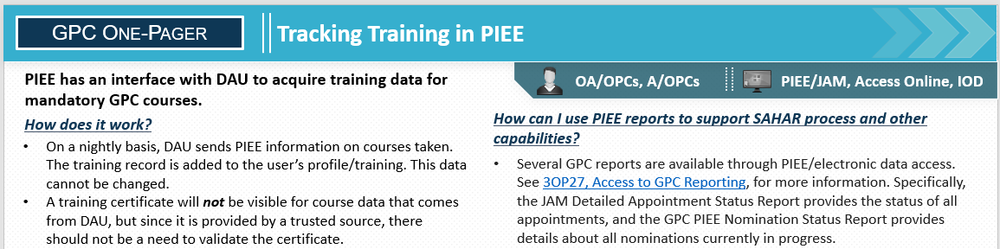 GPC ONE-PAGER
Tracking Training in PIEE
OA/OPCs, A/OPCs
PIEE/JAM, Access Online, IOD
PIEE has an interface with DAU to acquire training data for
mandatory GPC courses.
How does it work?
• On a nightly basis, DAU sends PIEE information on courses taken.
The training record is added to the user's profile/training. This data
cannot be changed.
• A training certificate will not be visible for course data that comes
from DAU, but since it is provided by a trusted source, there
should not be a need to validate the certificate.
How can I use PIEE reports to support SAHAR process and other
capabilities?
• Several GPC reports are available through PIEE/electronic data access.
See 3OP27, Access to GPC Reporting, for more information. Specifically,
the JAM Detailed Appointment Status Report provides the status of all
appointments, and the GPC PIEE Nomination Status Report provides
details about all nominations currently in progress.